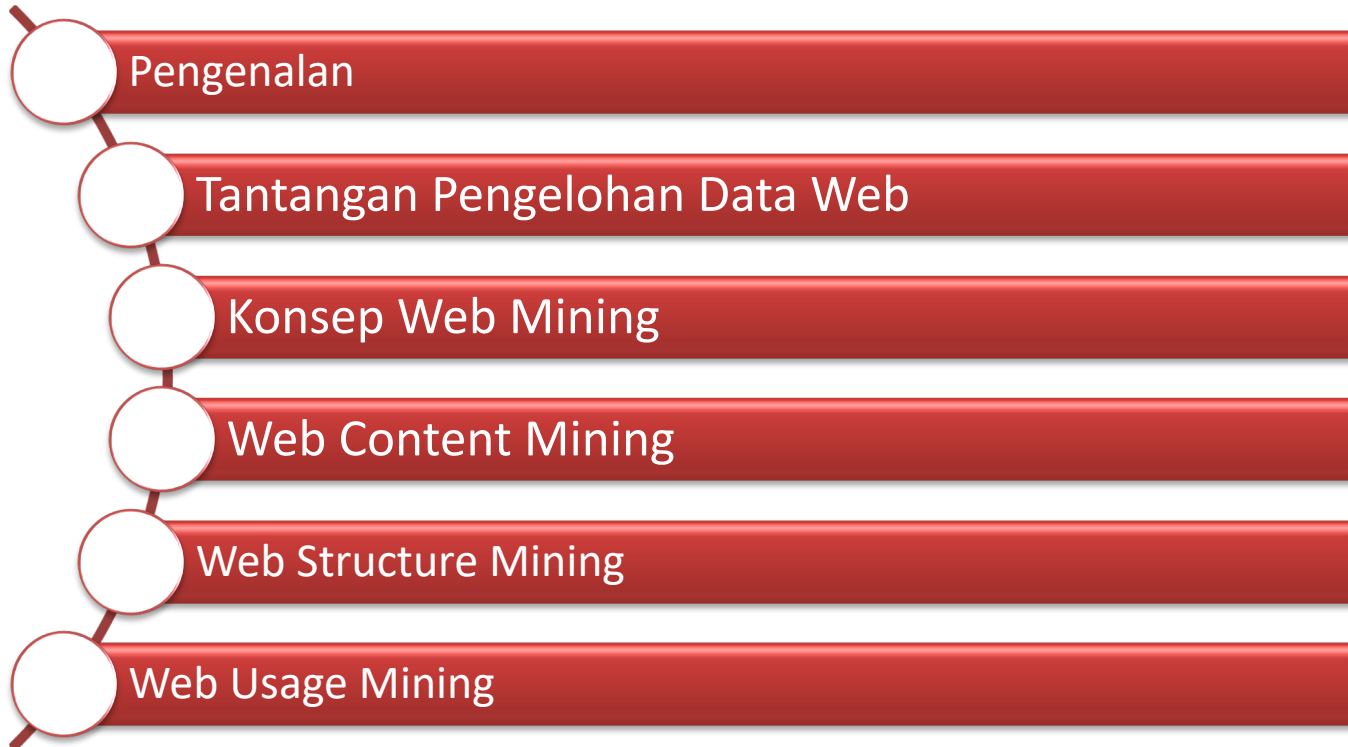 Pengenalan
Tantangan Pengelohan Data Web
Konsep Web Mining
Web Content Mining
Web Structure Mining
Web Usage Mining